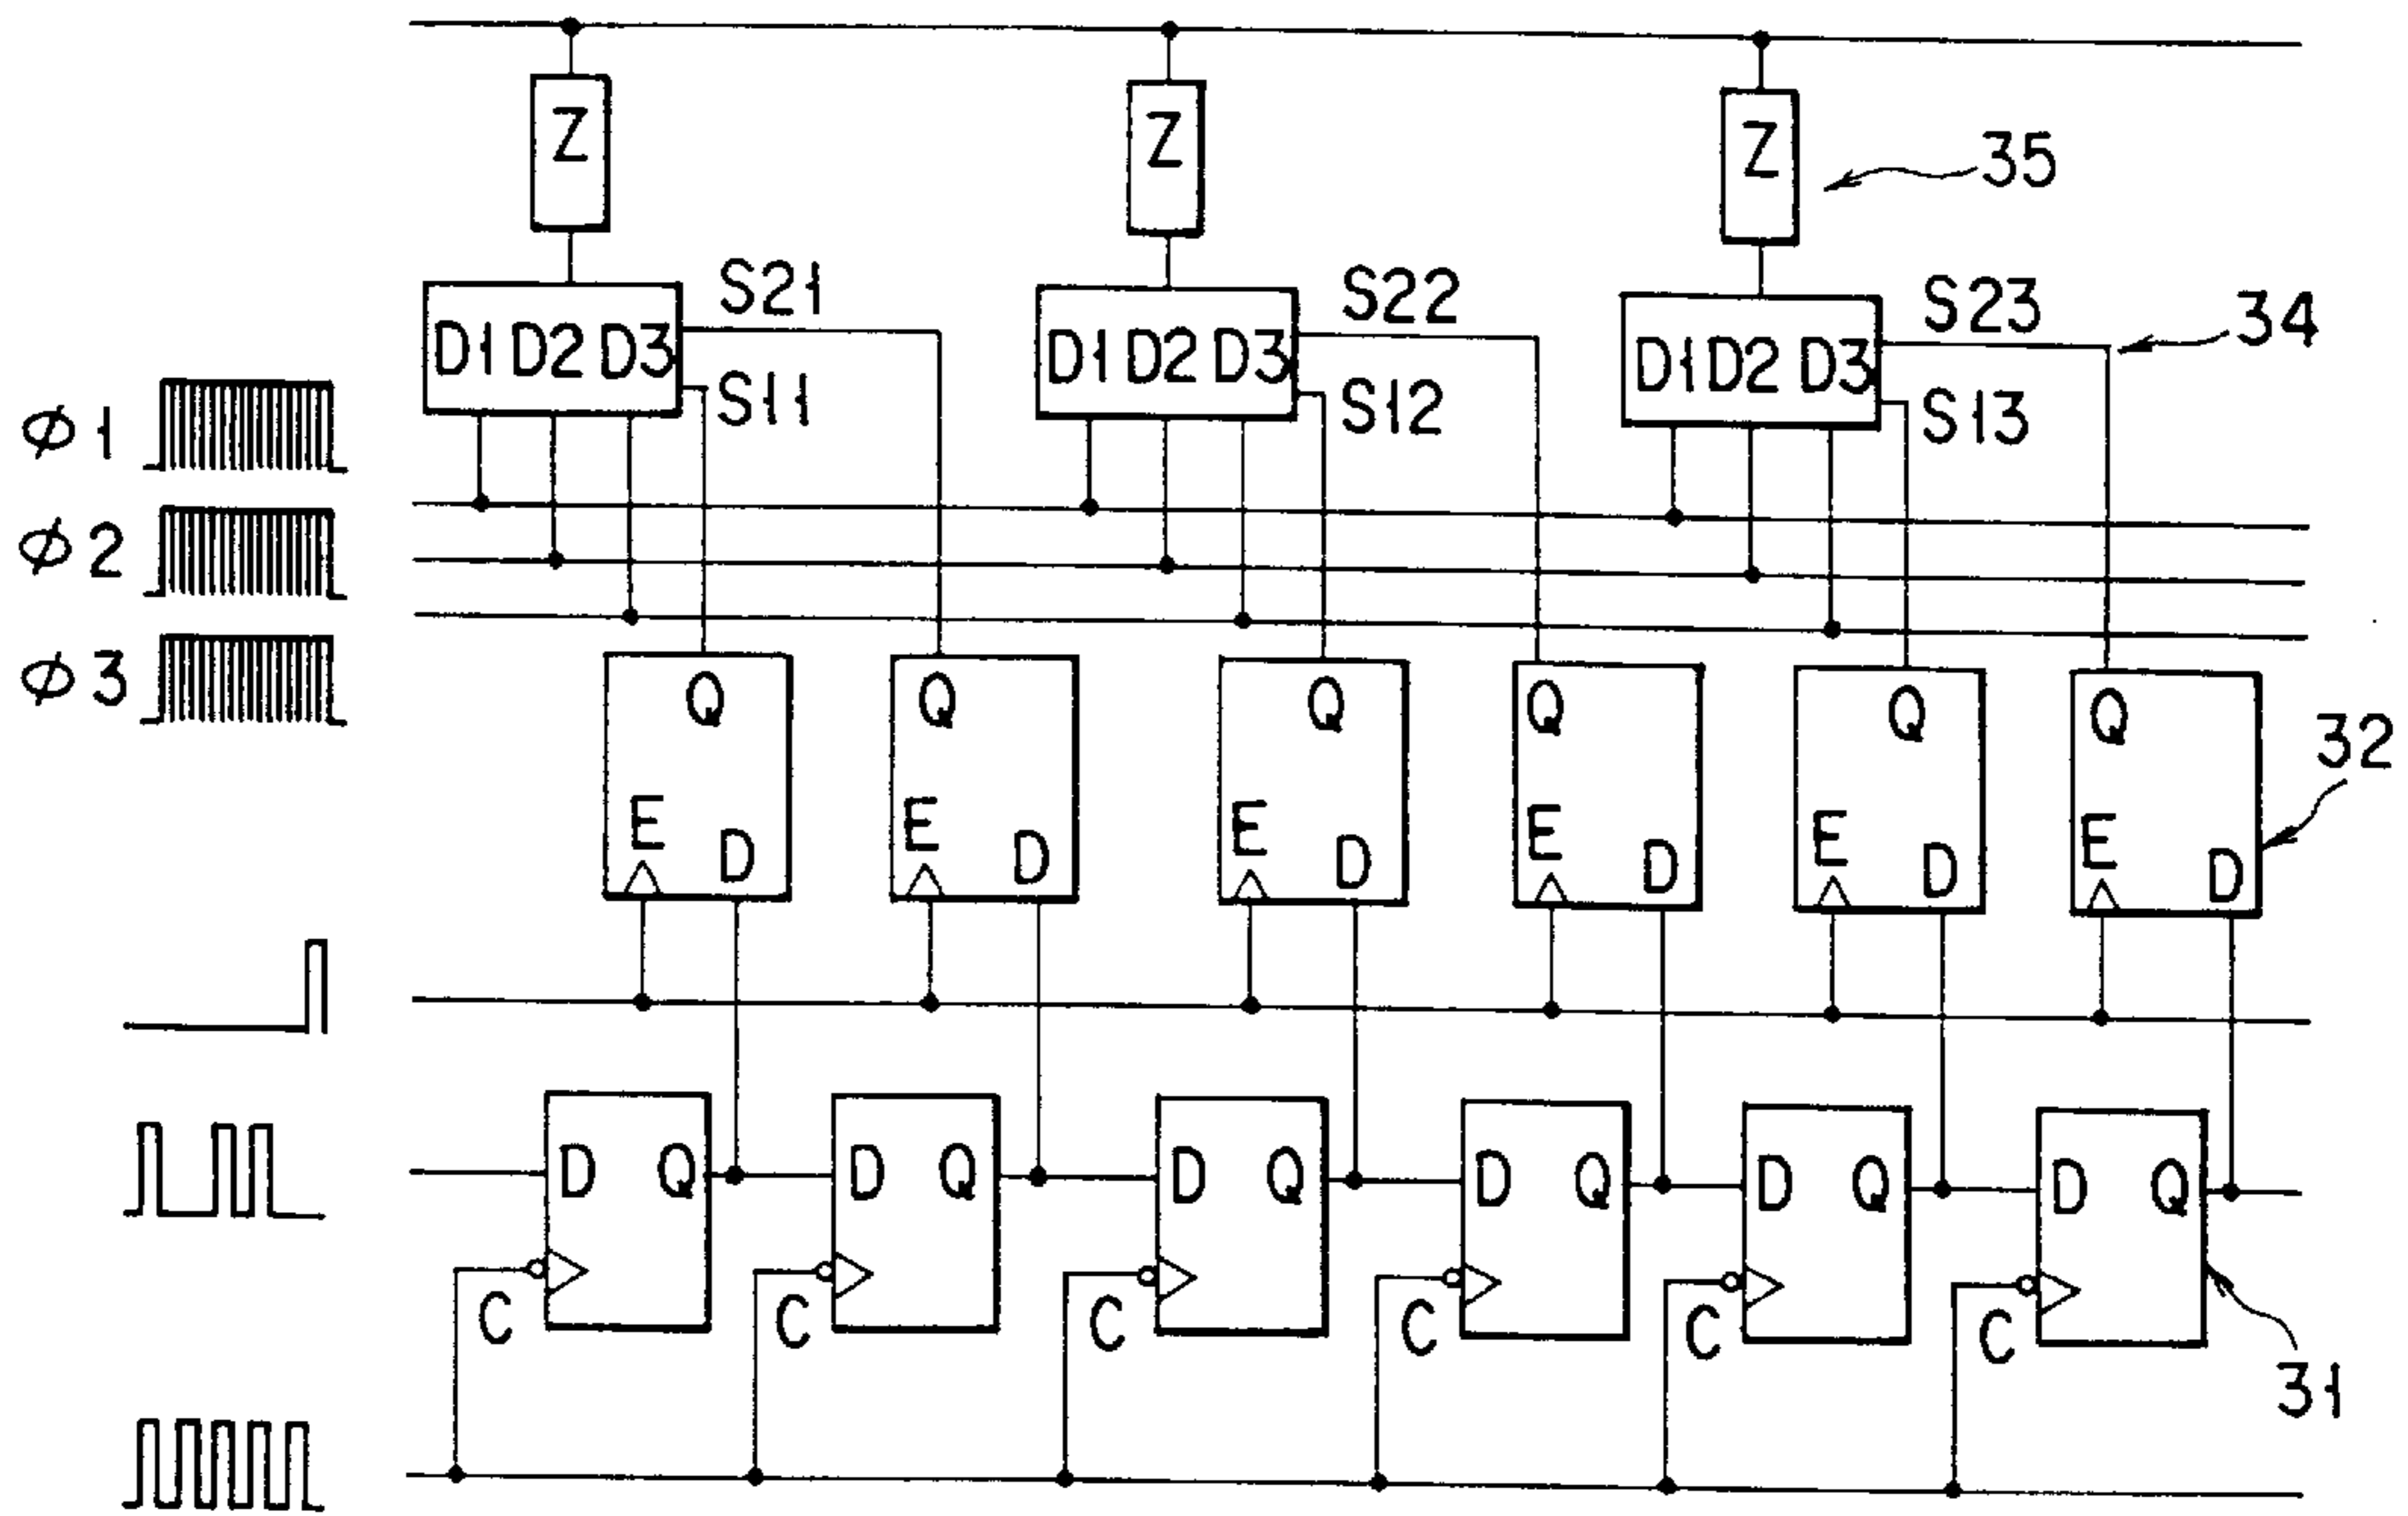 Z Z Z 35
S21 S22 S23 34
D1 D2 D3 D1 D2 D3 D1 D2 D3
S11 S12 S13
ϕ1
ϕ2
ϕ3
Q Q Q Q Q Q 32
E D E D E D E D E D E D
D Q D Q D Q D Q D Q D Q
C C C C C C 31